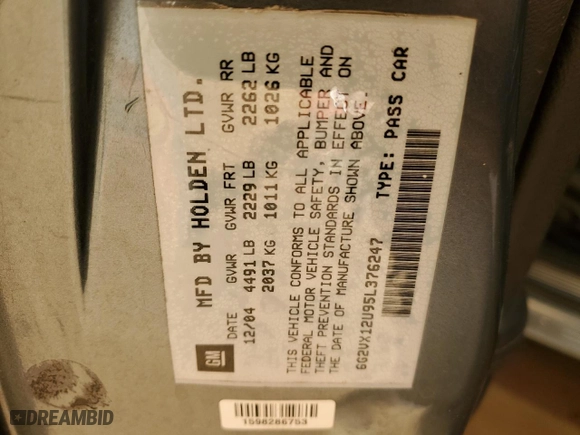 MFD BY HOLDEN LTD.
DATE GVWR GVWR FRT GVWR RR
12/04 4491 LB 2229 LB 2262 LB
2037 KG 1011 KG 1026 KG
THIS VEHICLE CONFORMS TO ALL APPLICABLE
FEDERAL MOTOR VEHICLE SAFETY, BUMPER AND
THEFT PREVENTION STANDARDS IN EFFECT ON
THE DATE OF MANUFACTURE SHOWN ABOVE.
6G2VX12U95L376247 TYPE: PASS CAR
GM
1598286753
DREAMBID